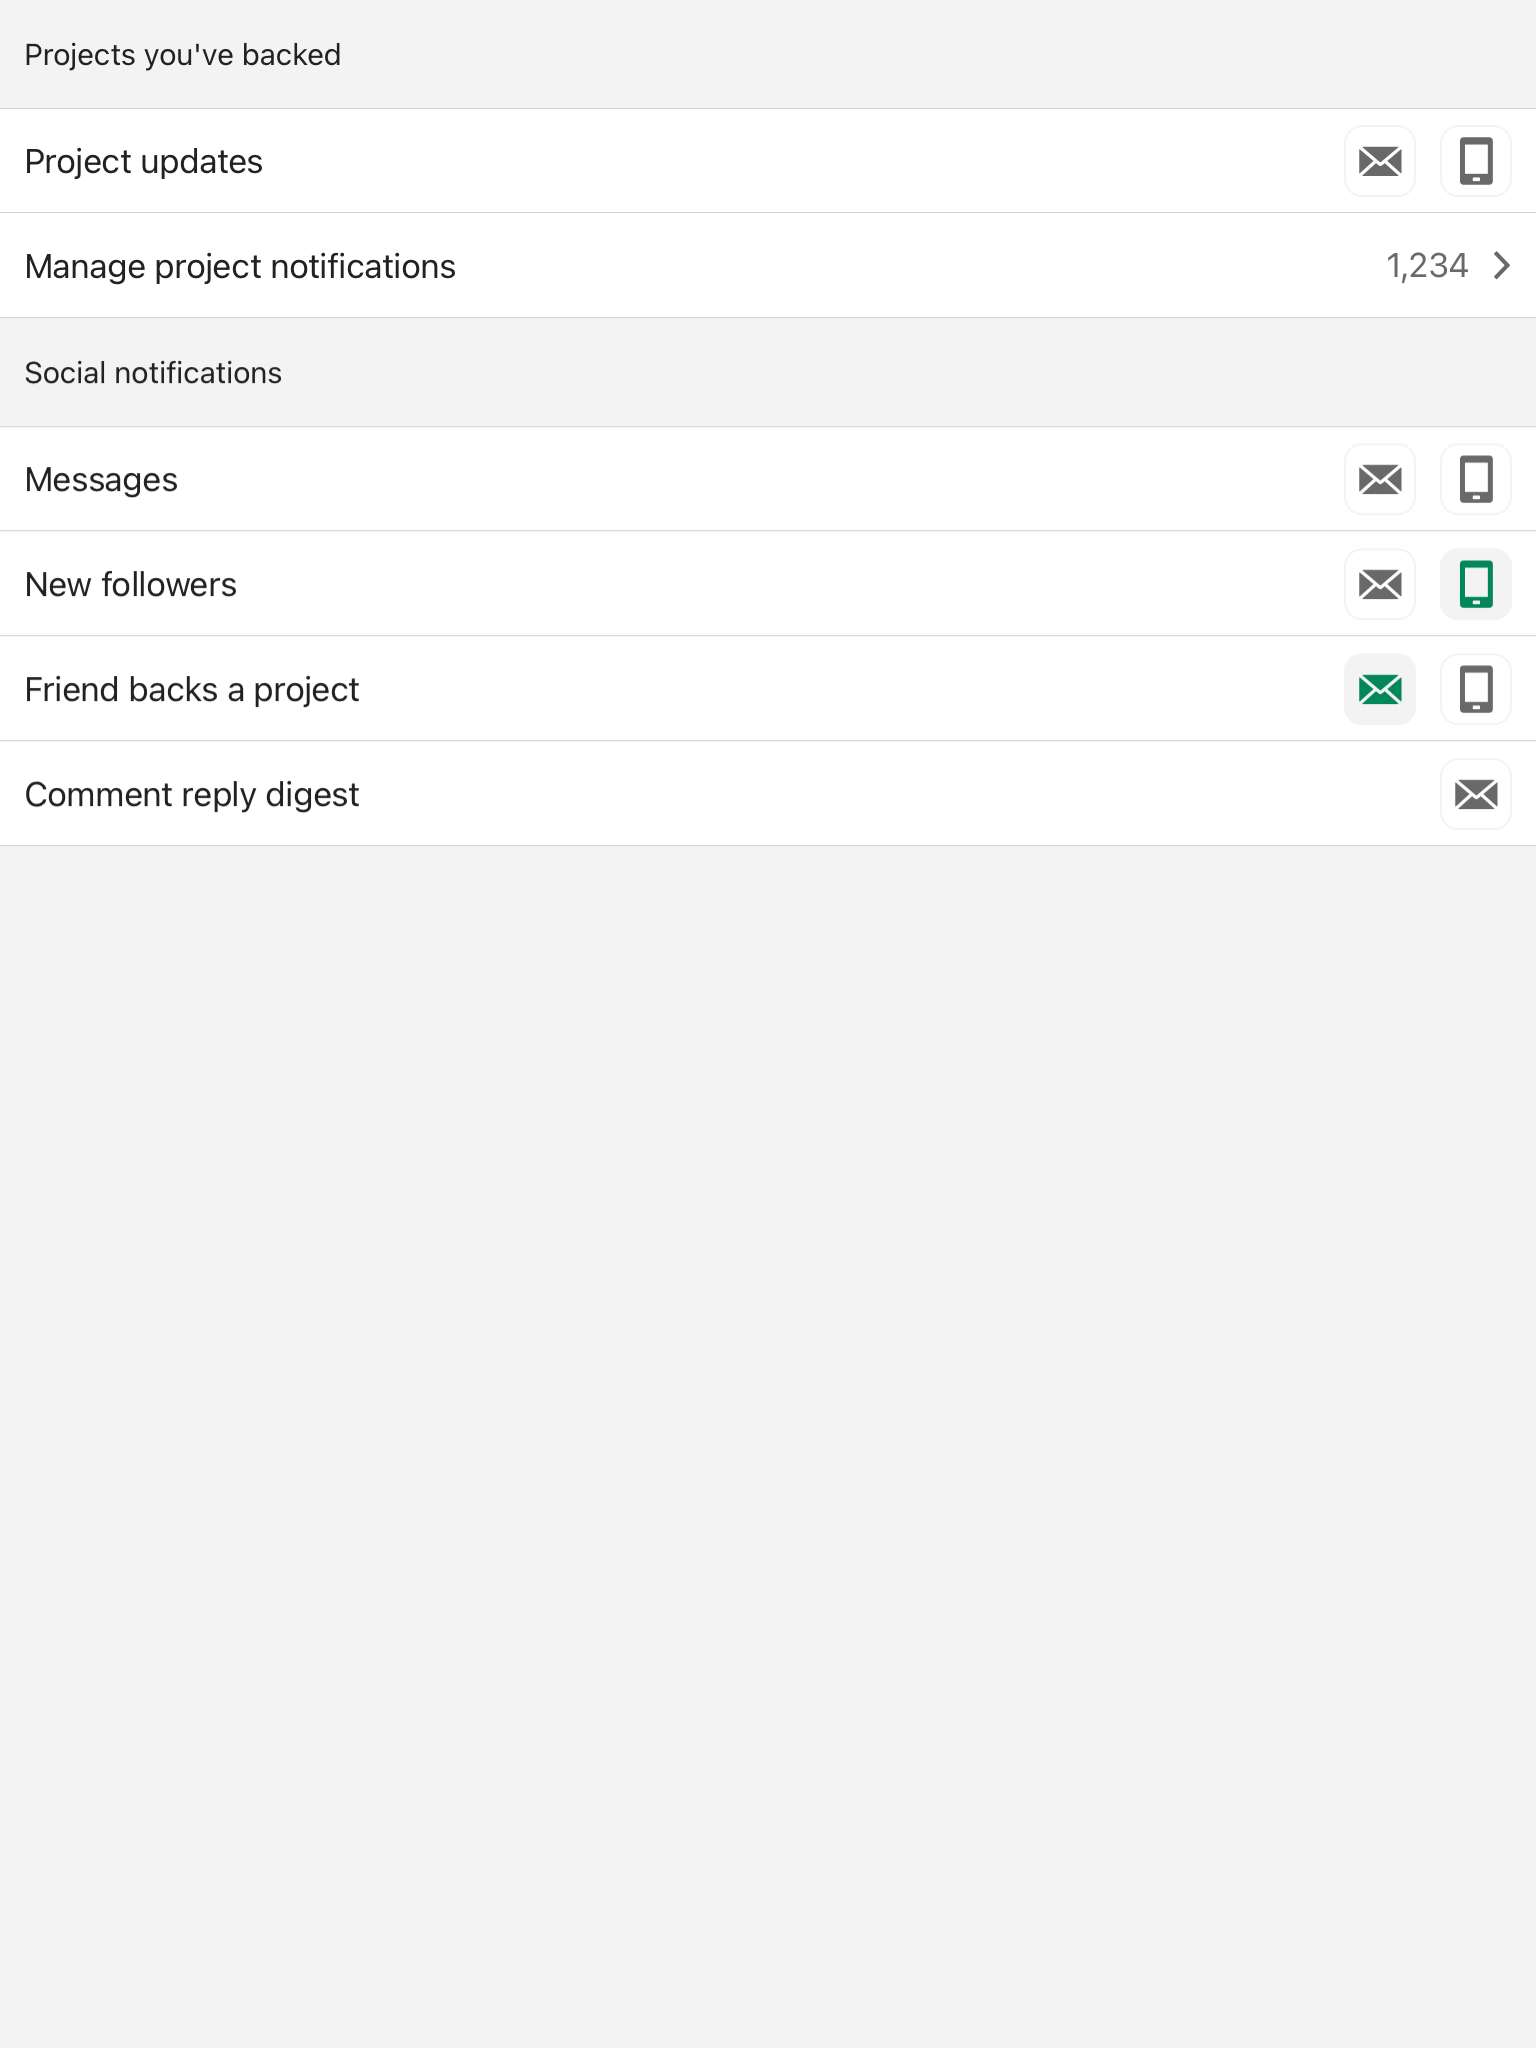 Projects you've backed
Project updates
Manage project notifications 1,234
Social notifications
Messages
New followers
Friend backs a project
Comment reply digest